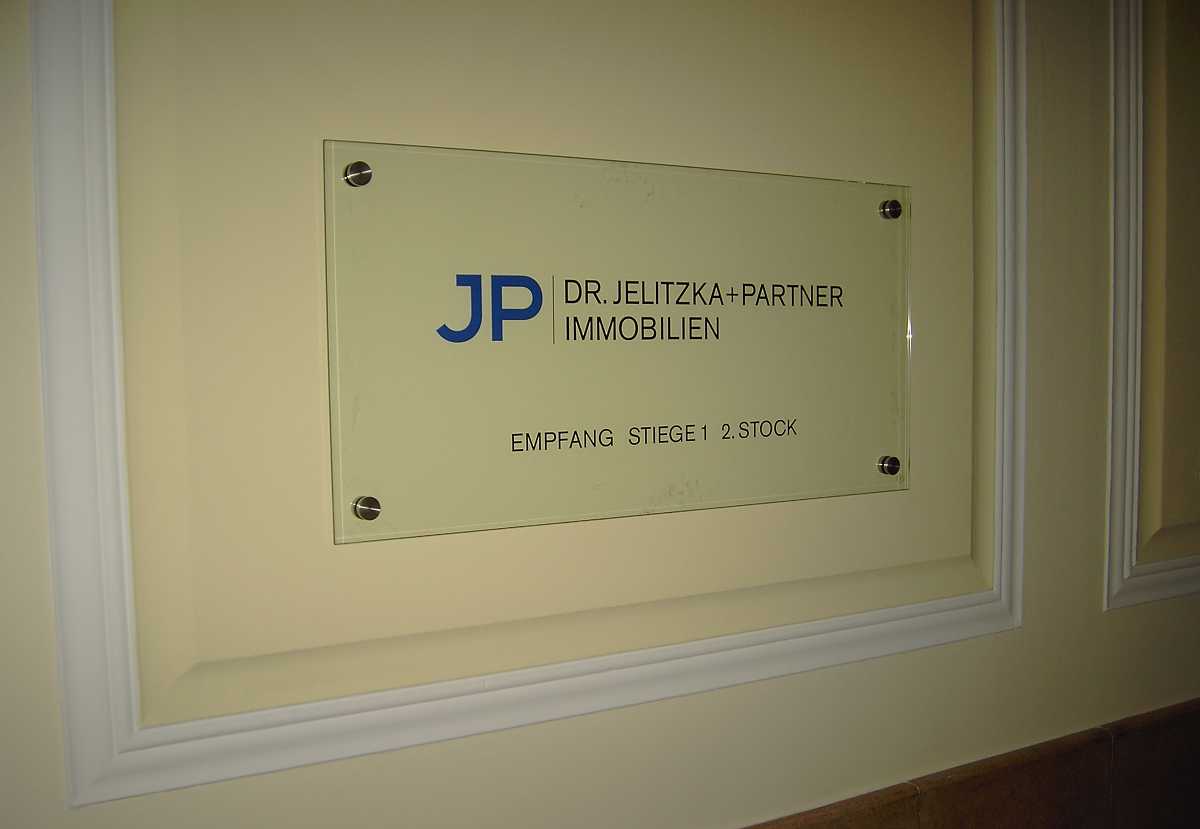 JP
DR. JELITZKA+PARTNER
IMMOBILIEN
EMPFANG STIEGE 1 2. STOCK